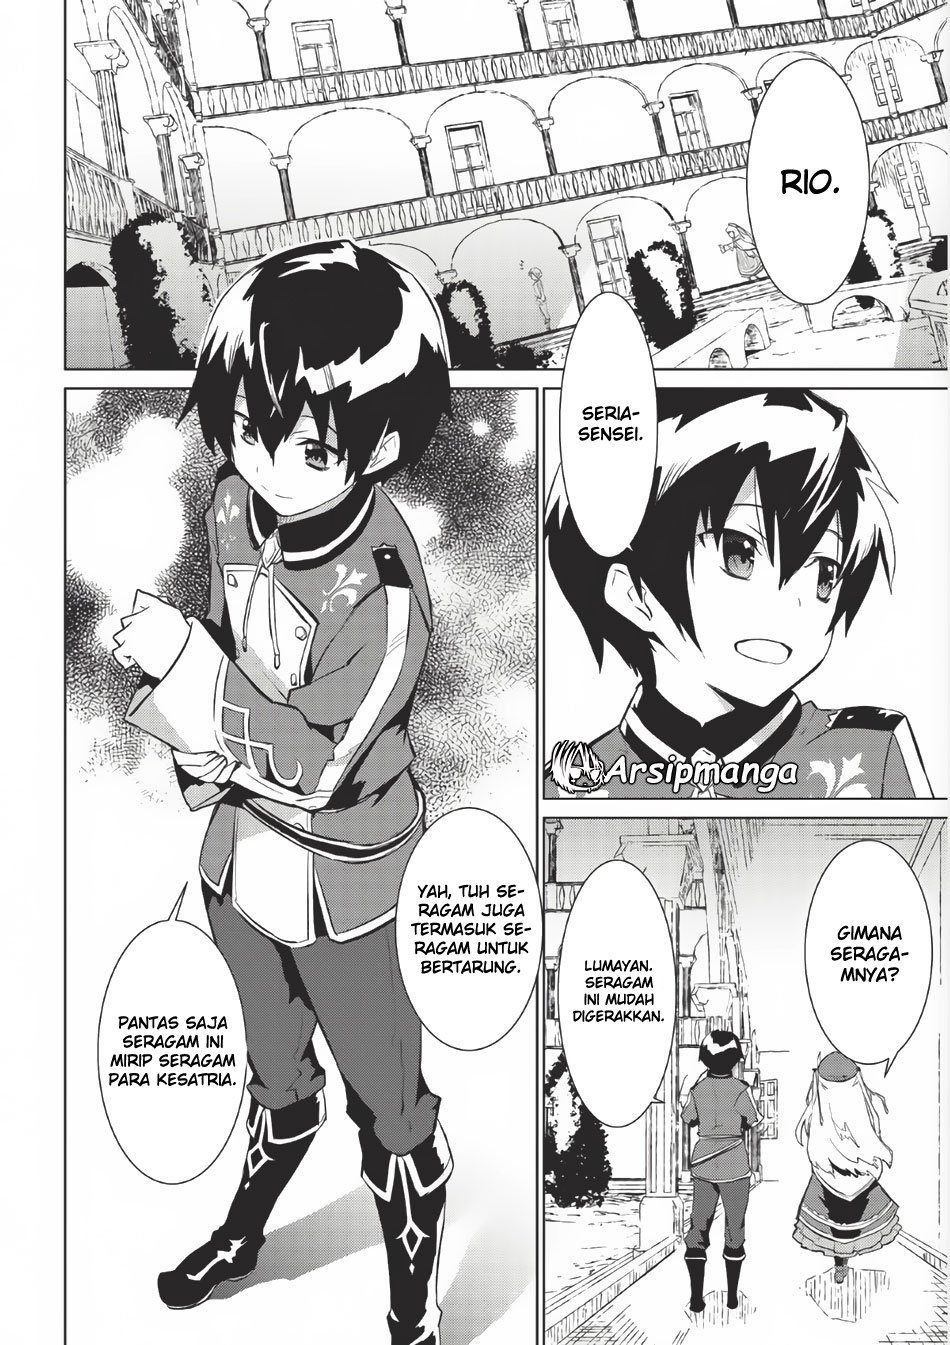 RIO.
SERIA-
SENSEI.
Arsipmanga
GIMANA
SERAGA-
MNYA?
LUMAYAN.
SERAGAM
INI MUDAH
DIGERAKKAN.
YAH, TUH SE-
RAGAM JUGA
TERMASUK SE-
RAGAM UNTUK
BERTARUNG.
PANTAS SAJA
SERAGAM INI
MIRIP SERAGAM
PARA KESATRIA.